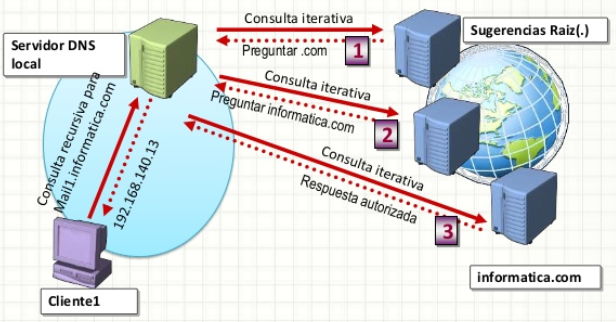 Consulta iterativa
Sugerencias Raiz(.)
Servidor DNS
local
Preguntar .com
1
Consulta iterativa
Preguntar informatica.com
2
Consulta recursiva para
Mail1.informatica.com
192.168.140.13
Consulta iterativa
Respuesta autorizada
3
informatica.com
Cliente1